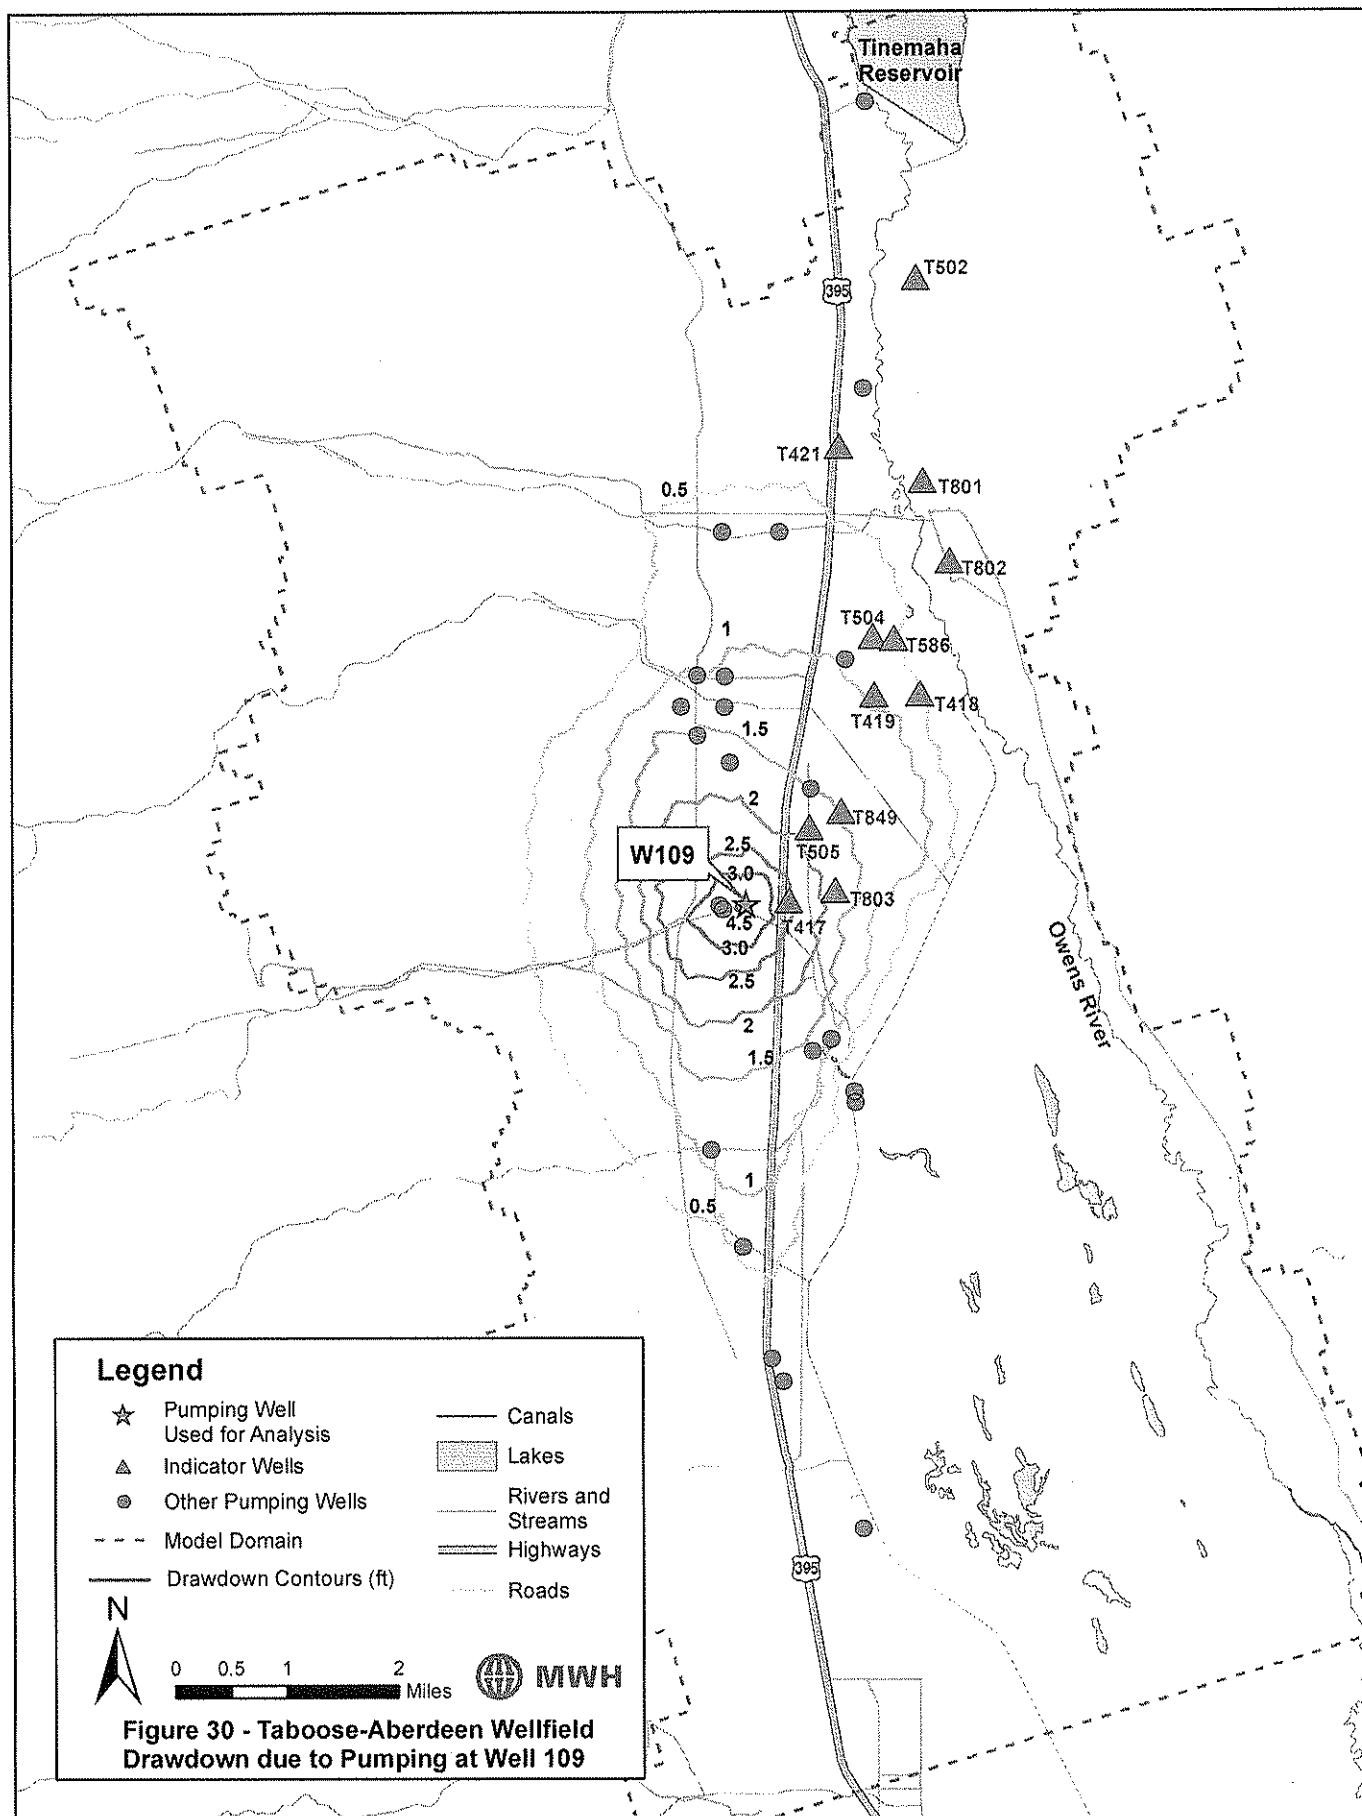 Tinemaha
Reservoir
T502
395
T421
T801
0.5
T802
T504
T586
1
T419
T418
1.5
2
T849
2.5
T505
W109
3.0
T803
4.5
T417
3.0
2.5
Owens River
2
1.5
1
0.5
Legend
Pumping Well
Used for Analysis
Indicator Wells
Other Pumping Wells
Model Domain
Drawdown Contours (ft)
Canals
Lakes
Rivers and
Streams
Highways
Roads
395
N
0 0.5 1 2
Miles
MWH
Figure 30 - Taboose-Aberdeen Wellfield
Drawdown due to Pumping at Well 109